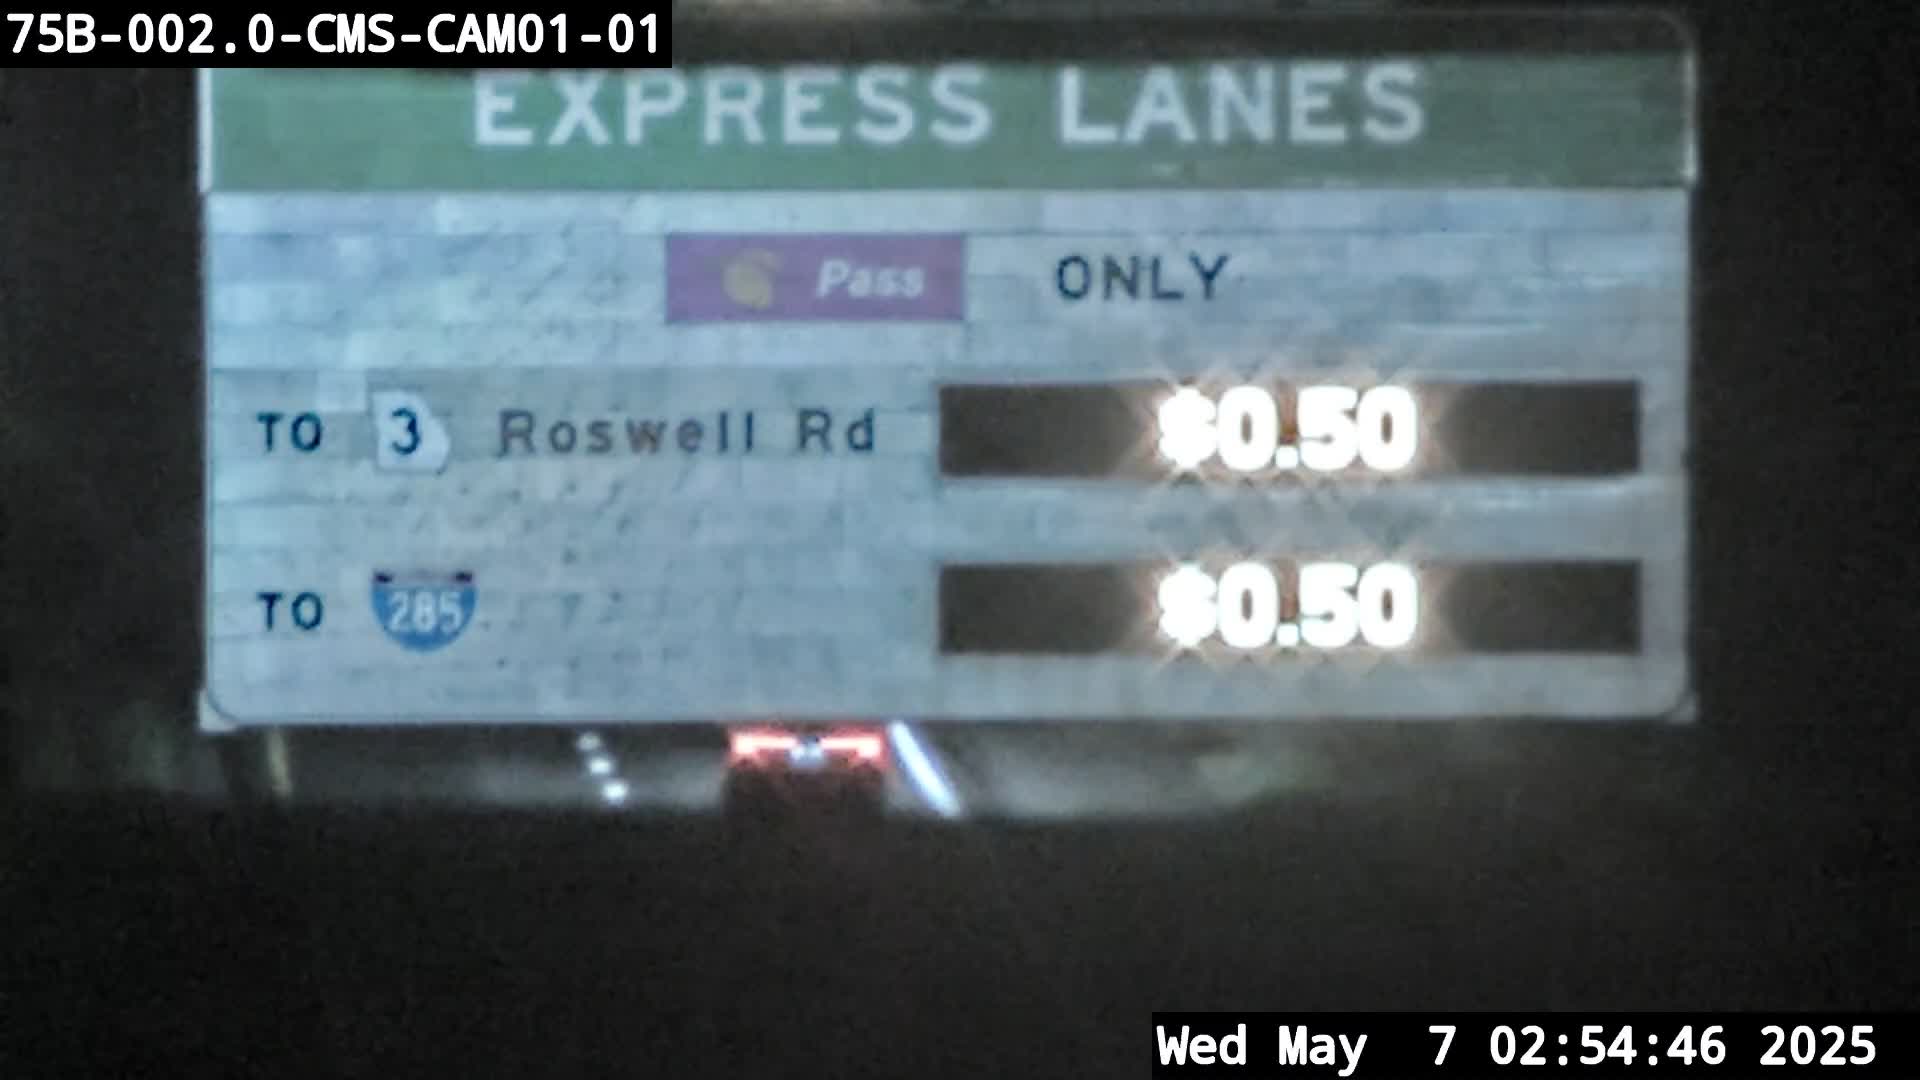 75B-002.0-CMS-CAM01-01
EXPRESS LANES
Pass ONLY
TO 3 Roswell Rd $0.50
TO 285 $0.50
Wed May 7 02:54:46 2025